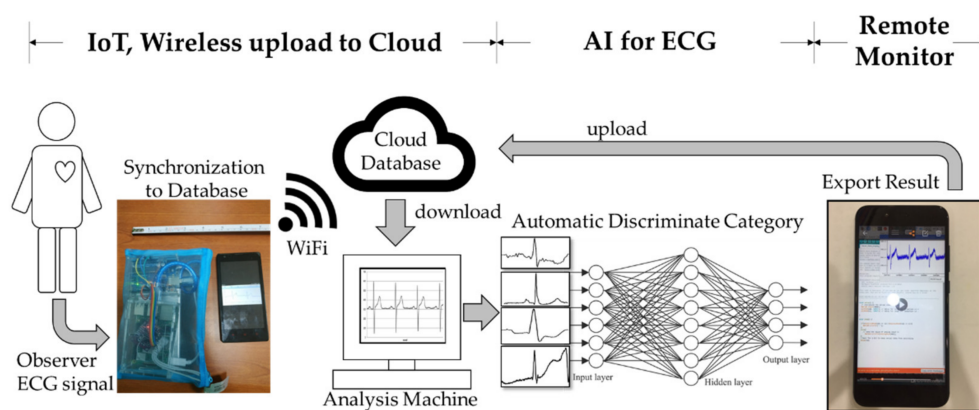 IoT, Wireless upload to Cloud
AI for ECG
Remote
Monitor
Cloud
Database
upload
Synchronization
to Database
WiFi
download
Export Result
Automatic Discriminate Category
Observer
ECG signal
Analysis Machine
Input layer
Hidden layer
Output layer